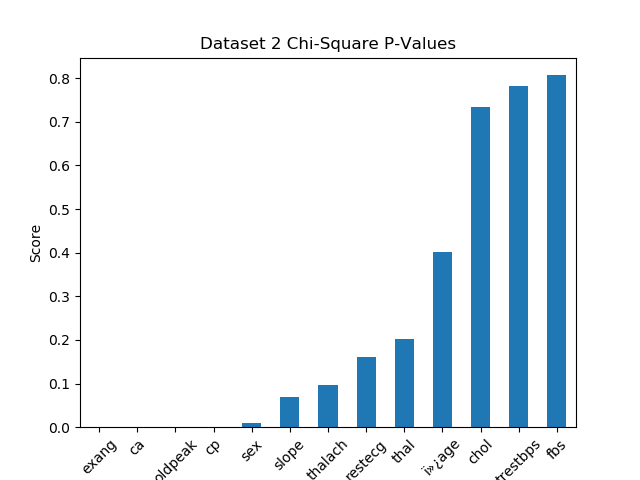 Dataset 2 Chi-Square P-Values
Score
0.8
0.7
0.6
0.5
0.4
0.3
0.2
0.1
0.0
exang
ca
oldpeak
cp
sex
slope
thalach
restecg
thal
ï»¿age
chol
trestbps
fbs